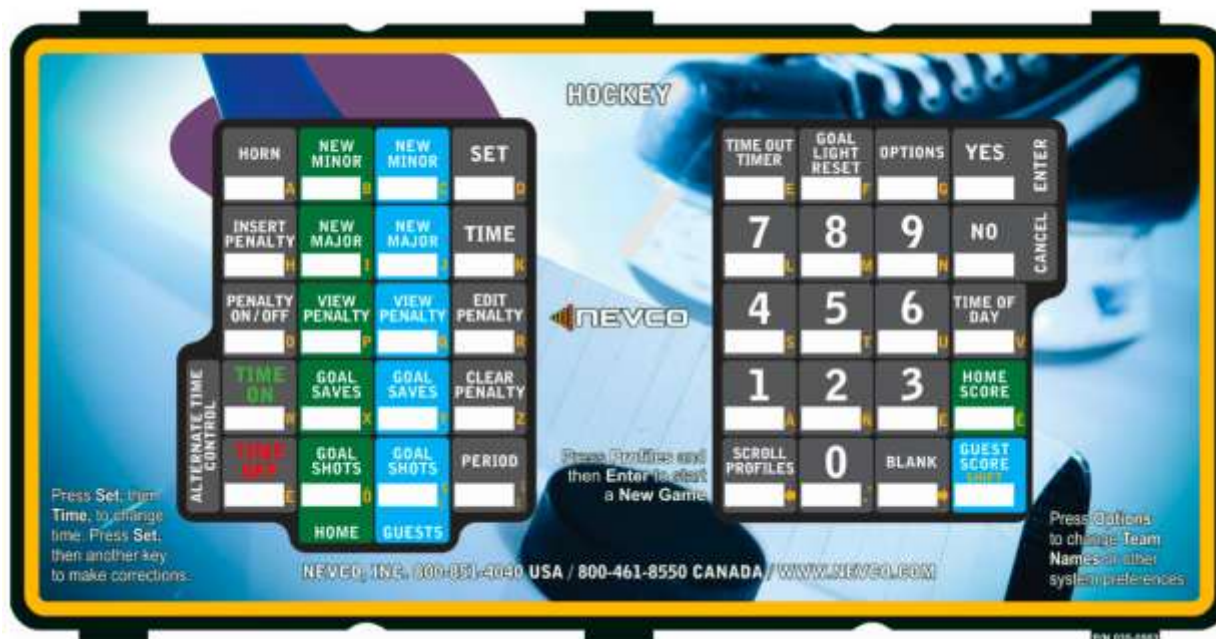 HOCKEY
HORN
A
NEW
MINOR
B
NEW
MINOR
C
SET
D
INSERT
PENALTY
H
NEW
MAJOR
I
NEW
MAJOR
J
TIME
K
PENALTY
ON/OFF
O
VIEW
PENALTY
P
VIEW
PENALTY
Q
EDIT
PENALTY
R
ALTERNATE TIME
CONTROL
TIME
ON
GOAL
SAVES
X
GOAL
SAVES
CLEAR
PENALTY
Z
TIME
OFF
GOAL
SHOTS
GOAL
SHOTS
PERIOD
HOME
GUESTS
NEVCO
TIME OUT
TIMER
E
GOAL
LIGHT
RESET
F
OPTIONS
G
YES
ENTER
7
L
8
M
9
N
NO
CANCEL
4
S
5
T
6
U
TIME OF
DAY
V
1
2
3
HOME
SCORE
SCROLL
PROFILES
0
BLANK
GUEST
SCORE
SHIFT
Press Set, then
Time, to change
time. Press Set,
then another key
to make corrections.
Press Profiles and
then Enter to start
a New Game
Press Options
to change Team
Names or other
system preferences
NEVCO, INC. 800-851-4040 USA / 800-461-8550 CANADA / WWW.NEVCO.COM